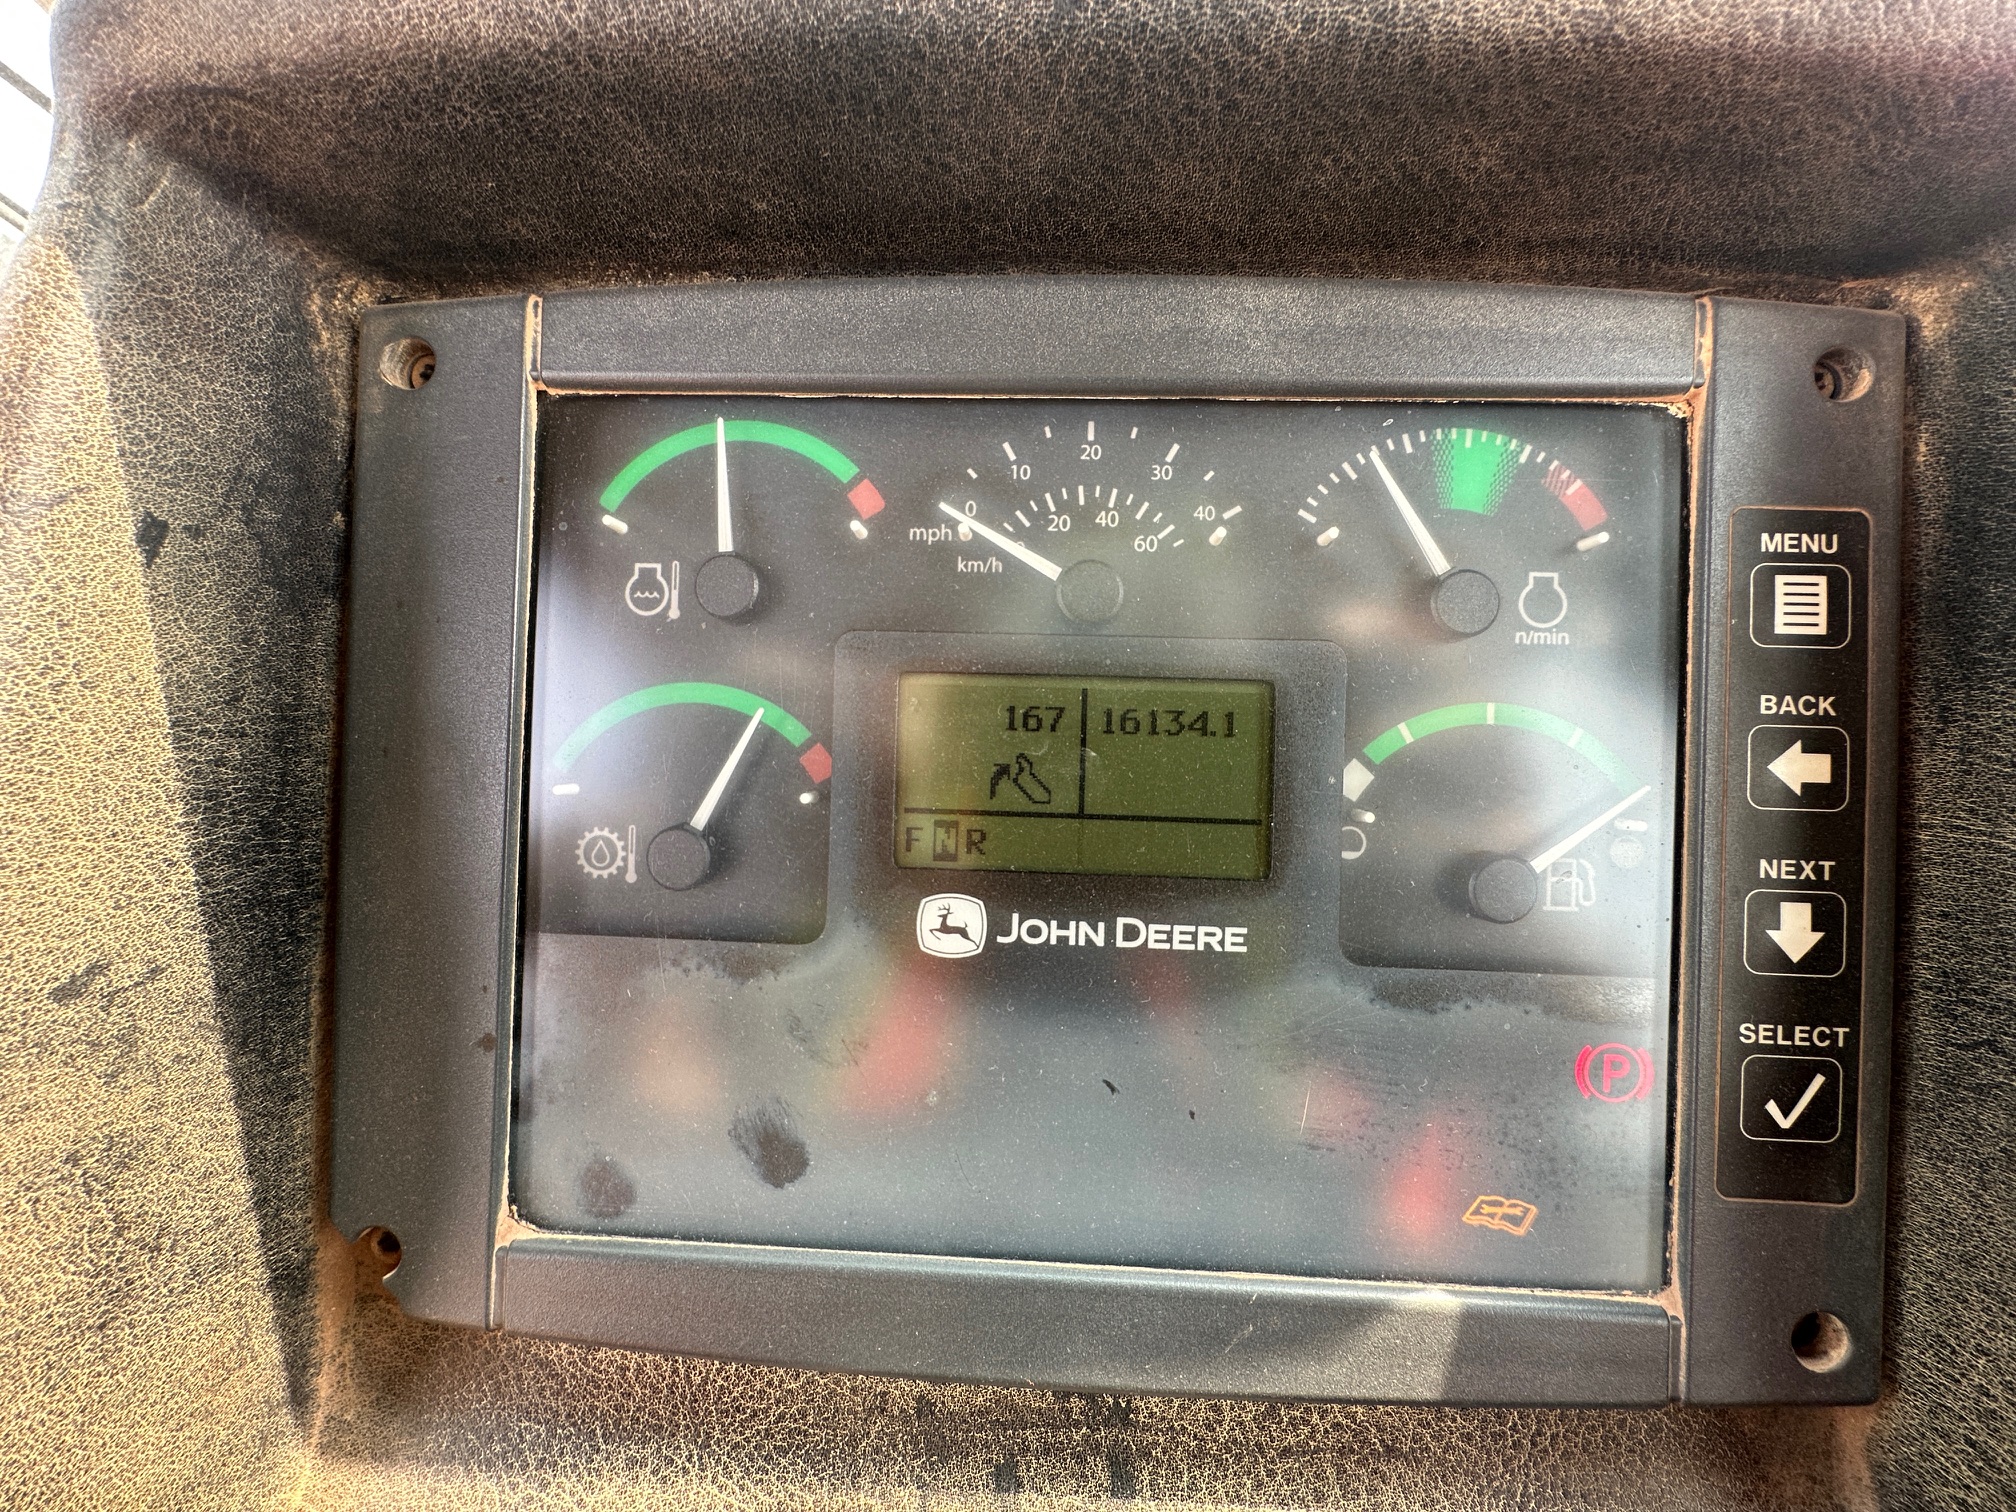 10 20 30
0 40
mph
20 40
60
km/h
n/min
MENU
167 16134.1
BACK
F N R
NEXT
JOHN DEERE
SELECT
P